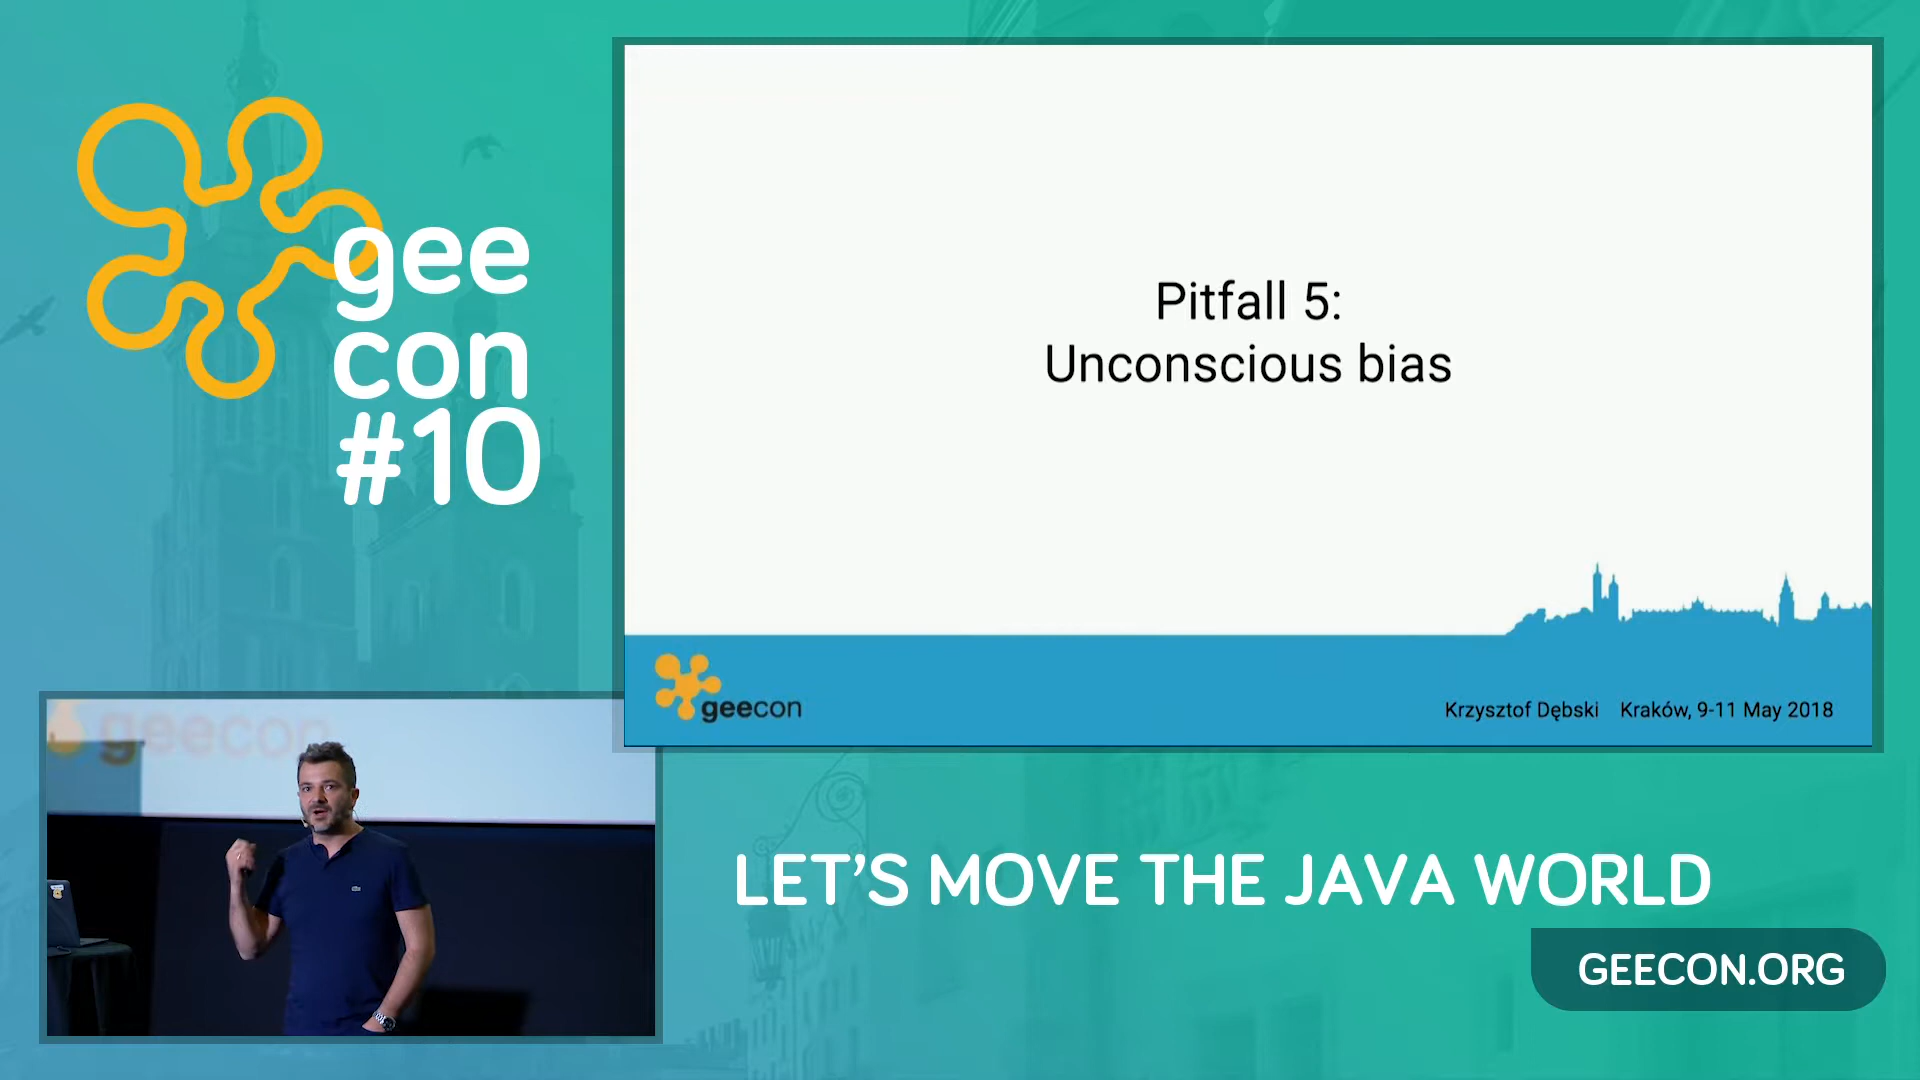 gee
con
#10
Pitfall 5:
Unconscious bias
geecon
Krzysztof Dębski Kraków, 9-11 May 2018
geecon
LET'S MOVE THE JAVA WORLD
GEECON.ORG